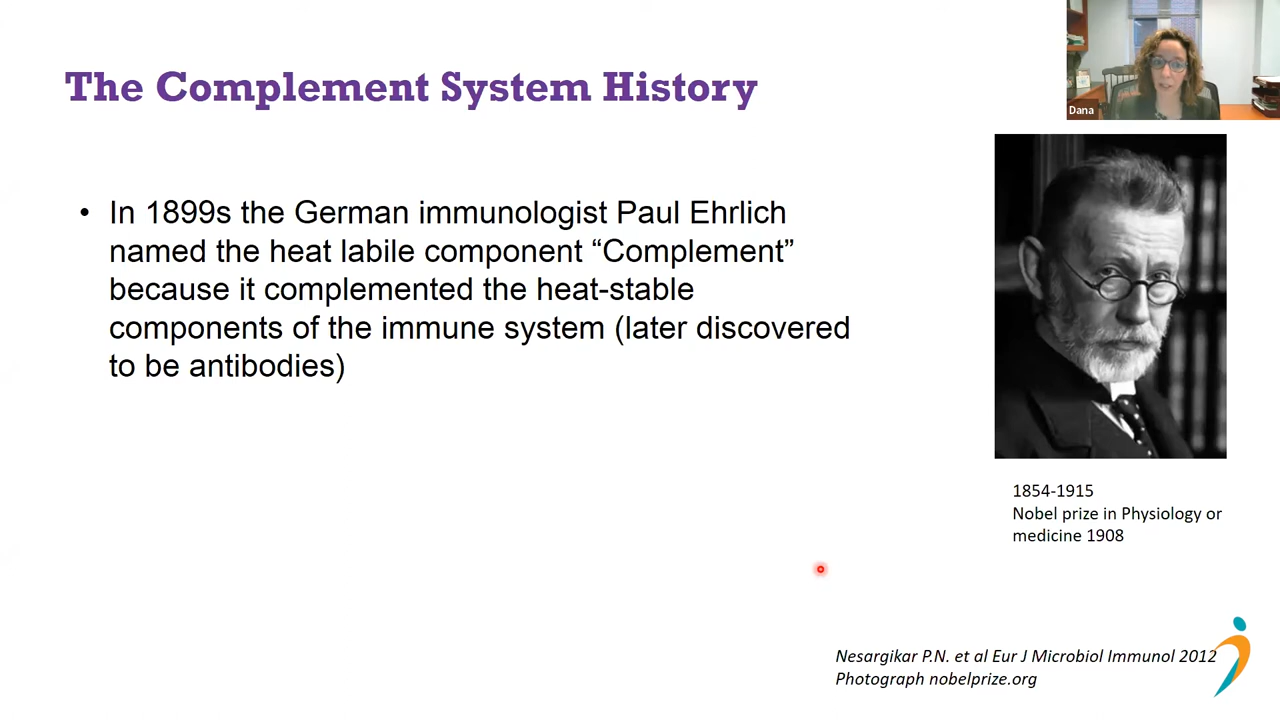 The Complement System History
Dana
• In 1899s the German immunologist Paul Ehrlich
named the heat labile component “Complement”
because it complemented the heat-stable
components of the immune system (later discovered
to be antibodies)
1854-1915
Nobel prize in Physiology or
medicine 1908
Nesargikar P.N. et al Eur J Microbiol Immunol 2012
Photograph nobelprize.org